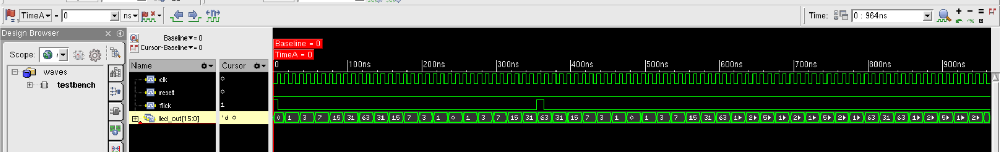 TimeA = 0 ns Time: 0 : 964ns
Design Browser
Scope:
waves
testbench
Baseline = 0
Cursor-Baseline = 0
Name Cursor
clk 0
reset 0
flick 1
led_out[15:0] 'd 0
Baseline = 0
TimeA = 0
0 100ns 200ns 300ns 400ns 500ns 600ns 700ns 800ns 900ns
0 1 3 7 15 31 63 31 15 7 3 1 0 1 3 7 15 31 63 31 15 7 3 1 0 1 3 7 15 31 63 1 2 5 1 2 1 5 2 1 63 31 63 1 2 5 1 2